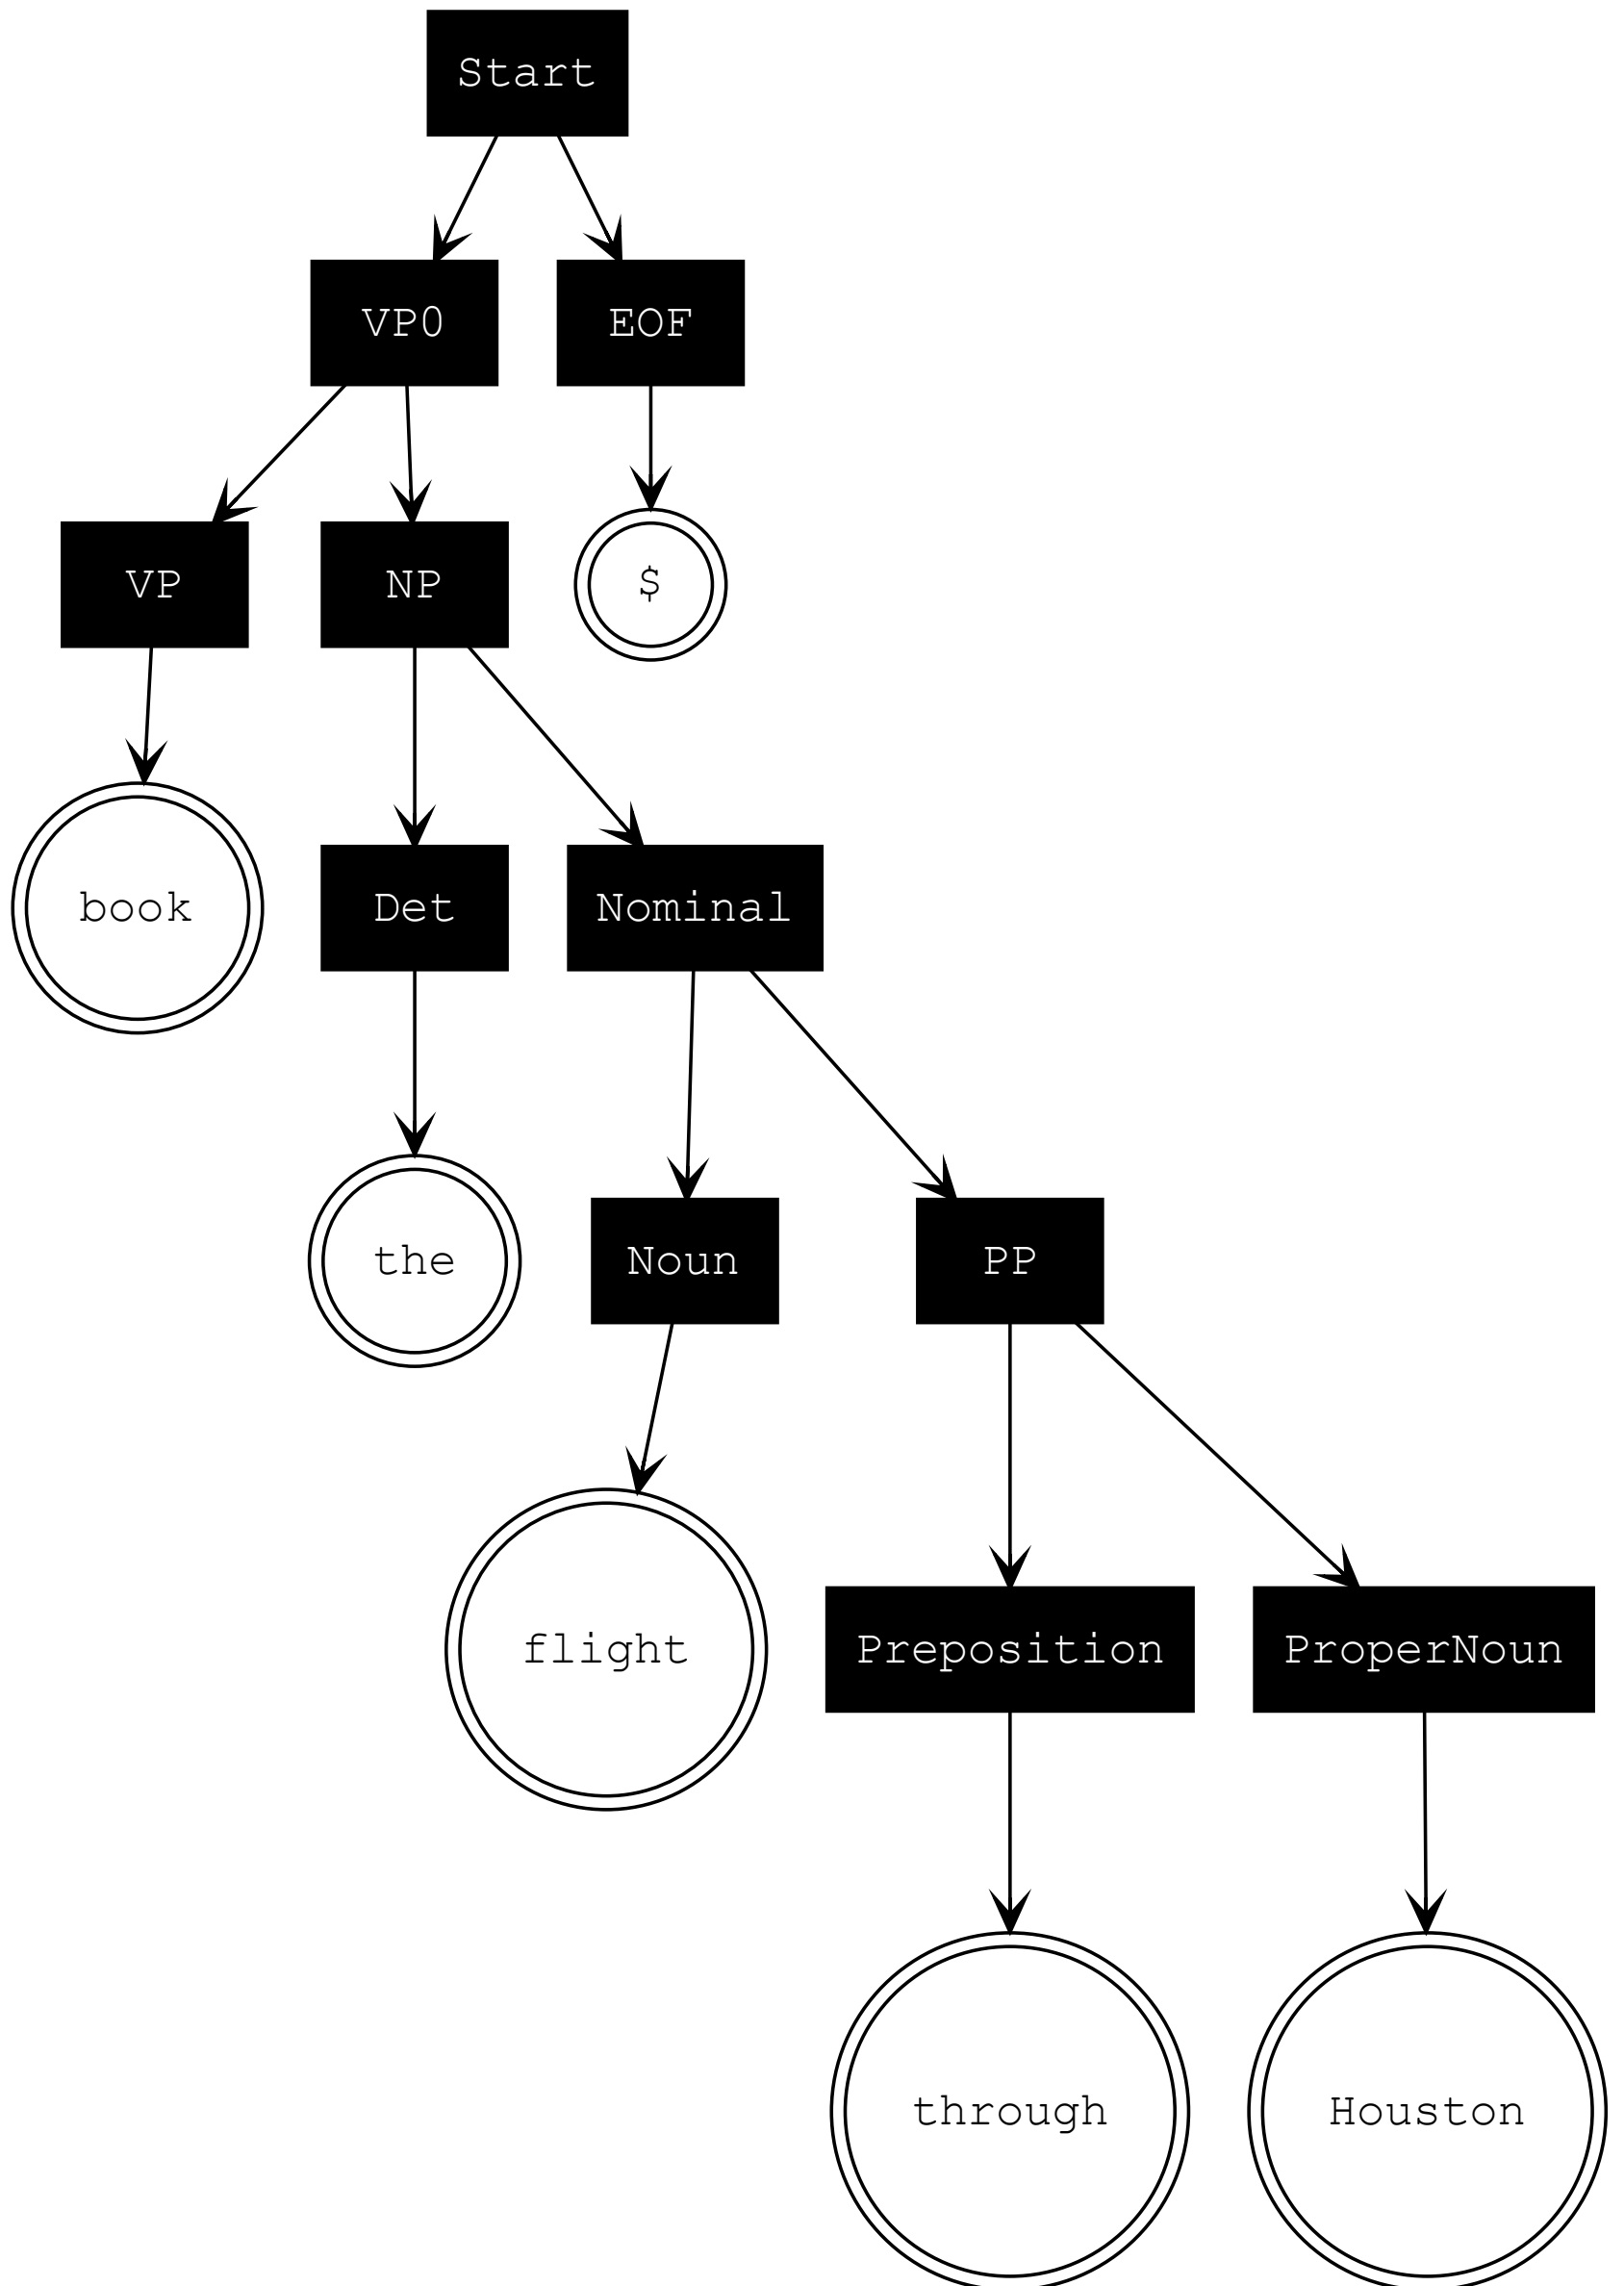 Start
VP0 EOF
VP NP $
book Det Nominal
the Noun PP
flight Preposition ProperNoun
through Houston